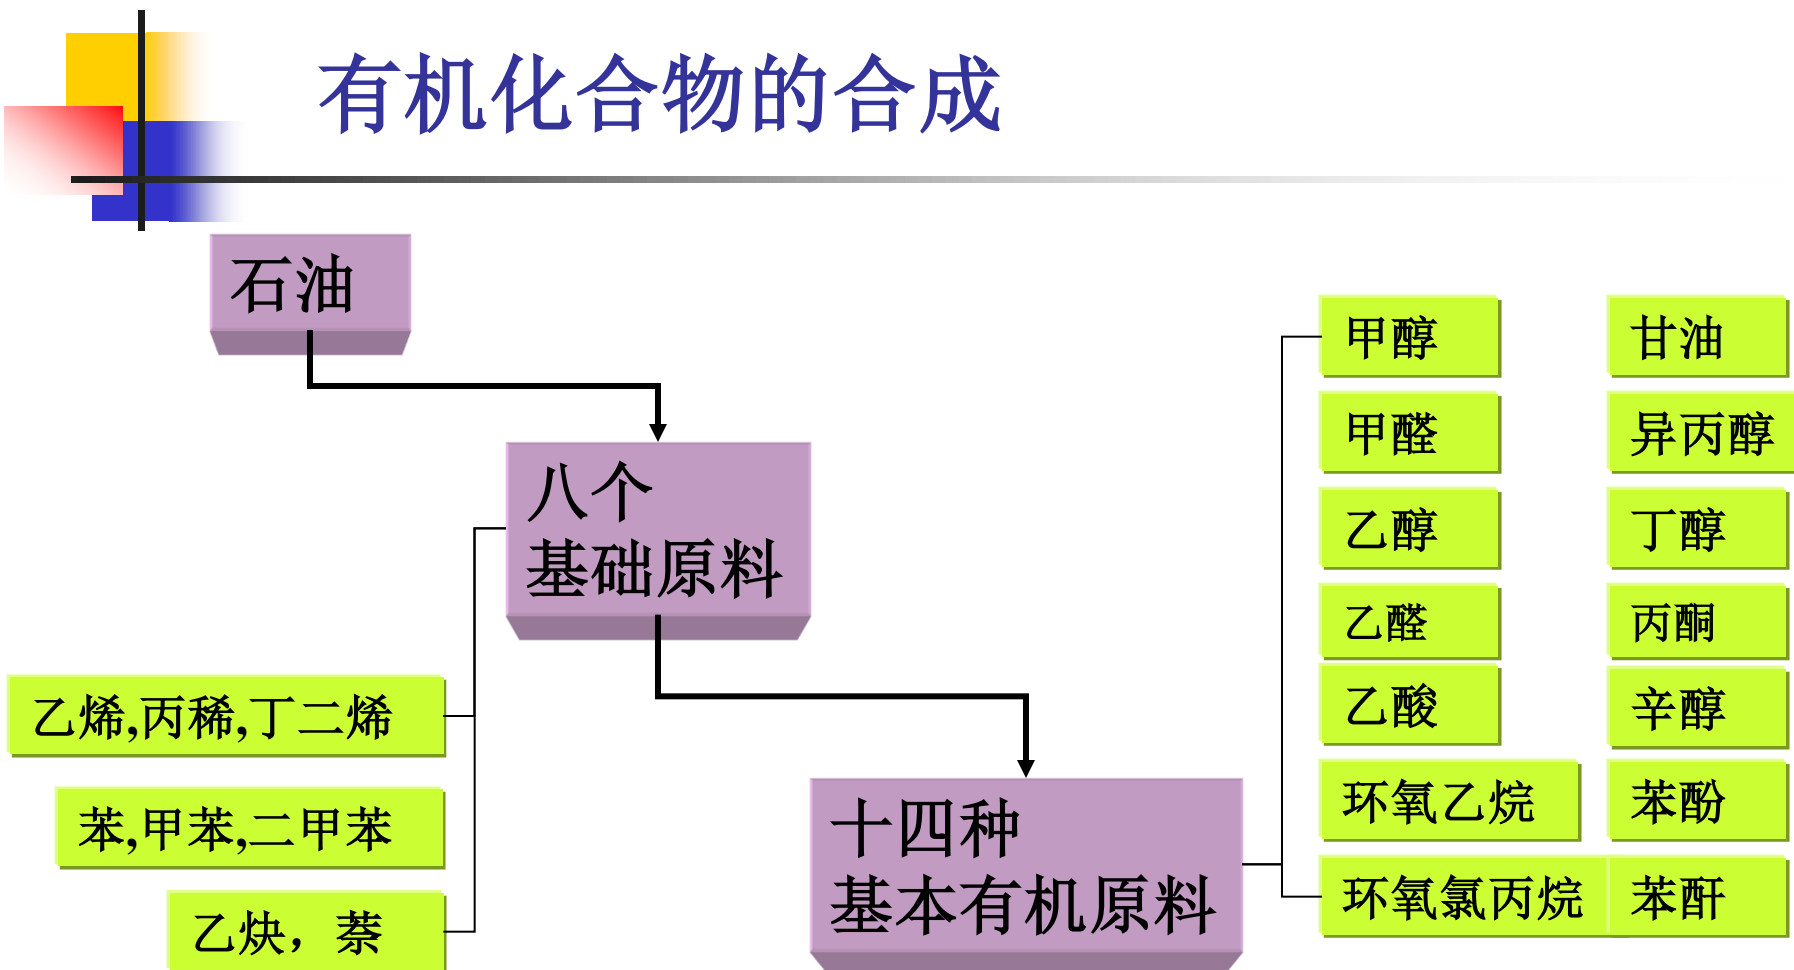 有机化合物的合成
石油
八个
基础原料
乙烯,丙稀,丁二烯
苯,甲苯,二甲苯
乙炔，萘
十四种
基本有机原料
甲醇
甲醛
乙醇
乙醛
乙酸
环氧乙烷
环氧氯丙烷
甘油
异丙醇
丁醇
丙酮
辛醇
苯酚
苯酐